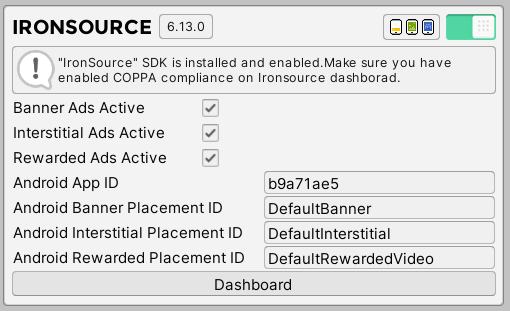 IRONSOURCE 6.13.0
"IronSource" SDK is installed and enabled.Make sure you have
enabled COPPA compliance on Ironsource dashborad.
Banner Ads Active
Interstitial Ads Active
Rewarded Ads Active
Android App ID b9a71ae5
Android Banner Placement ID DefaultBanner
Android Interstitial Placement ID DefaultInterstitial
Android Rewarded Placement ID DefaultRewardedVideo
Dashboard